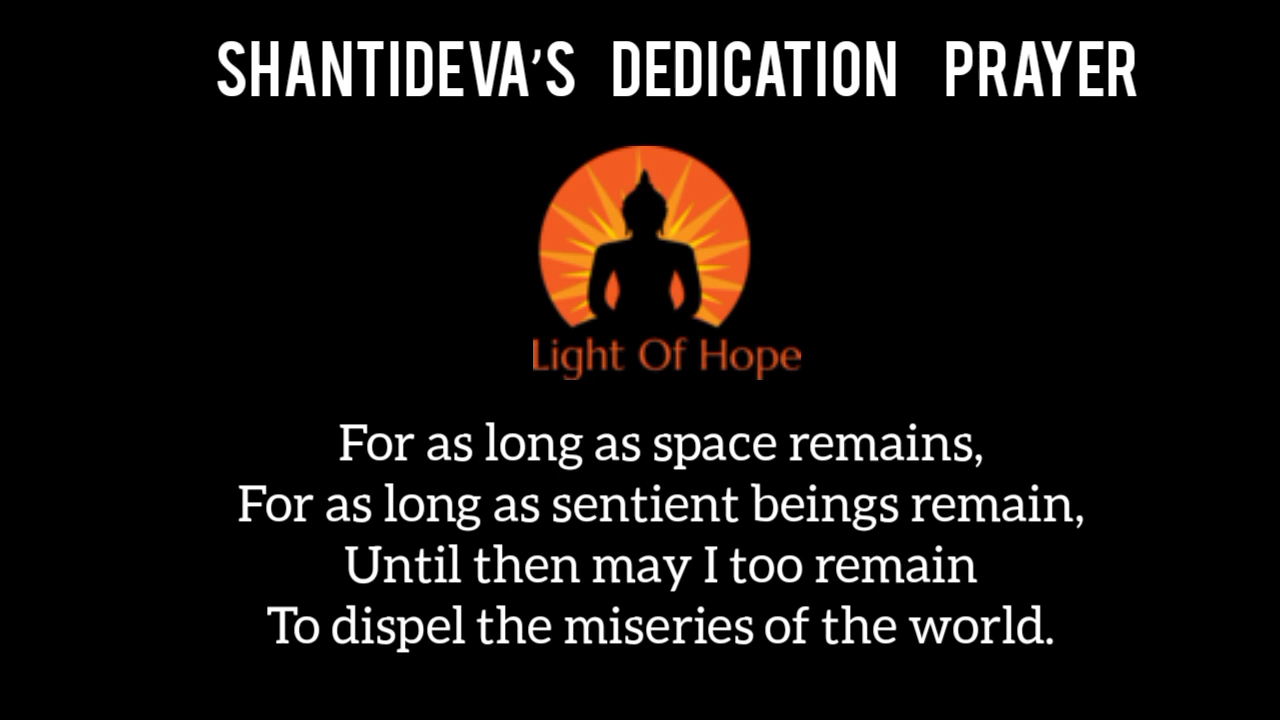 SHANTIDEVA'S DEDICATION PRAYER
Light Of Hope
For as long as space remains,
For as long as sentient beings remain,
Until then may I too remain
To dispel the miseries of the world.